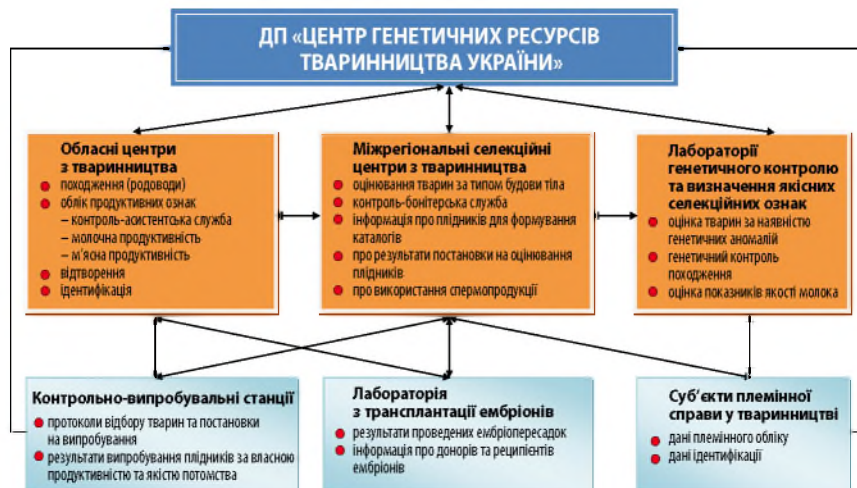 ДП «ЦЕНТР ГЕНЕТИЧНИХ РЕСУРСІВ
ТВАРИННИЦТВА УКРАЇНИ»
Обласні центри
з тваринництва
походження (родоводи)
облік продуктивних ознак
– контроль-асистентська служба
– молочна продуктивність
– м'ясна продуктивність
відтворення
ідентифікація
Міжрегіональні селекційні
центри з тваринництва
оцінювання тварин за типом будови тіла
контроль-бонітерська служба
інформація про плідників для формування
каталогів
про результати постановки на оцінювання
плідників
про використання спермопродукції
Лабораторії
генетичного контролю
та визначення якісних
селекційних ознак
оцінка тварин за наявністю
генетичних аномалій
генетичний контроль
походження
оцінка показників якості молока
Контрольно-випробувальні станції
протоколи відбору тварин та постановки
на випробування
результати випробування плідників за власною
продуктивністю та якістю потомства
Лабораторія
з трансплантації ембріонів
результати проведених ембріопересадок
інформація про донорів та реципієнтів
ембріонів
Суб'єкти племінної
справи у тваринництві
дані племінного обліку
дані ідентифікації